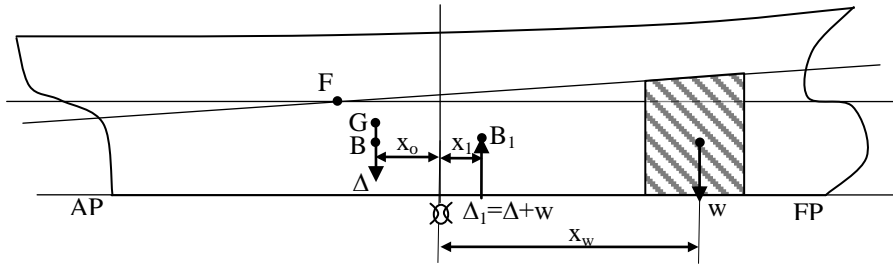 F
G
B x₀ x₁ B₁
Δ
AP Δ₁=Δ+w w FP
x_w